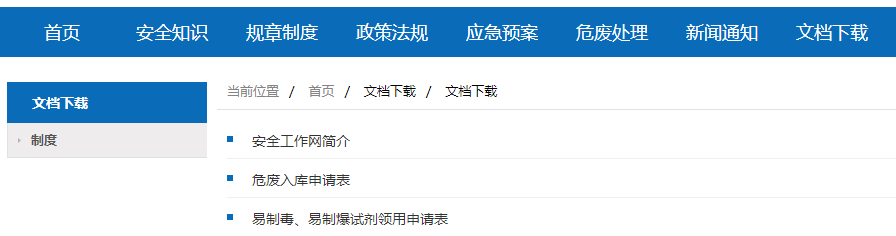 首页 安全知识 规章制度 政策法规 应急预案 危废处理 新闻通知 文档下载
文档下载
制度
当前位置 / 首页 / 文档下载 / 文档下载
安全工作网简介
危废入库申请表
易制毒、易制爆试剂领用申请表